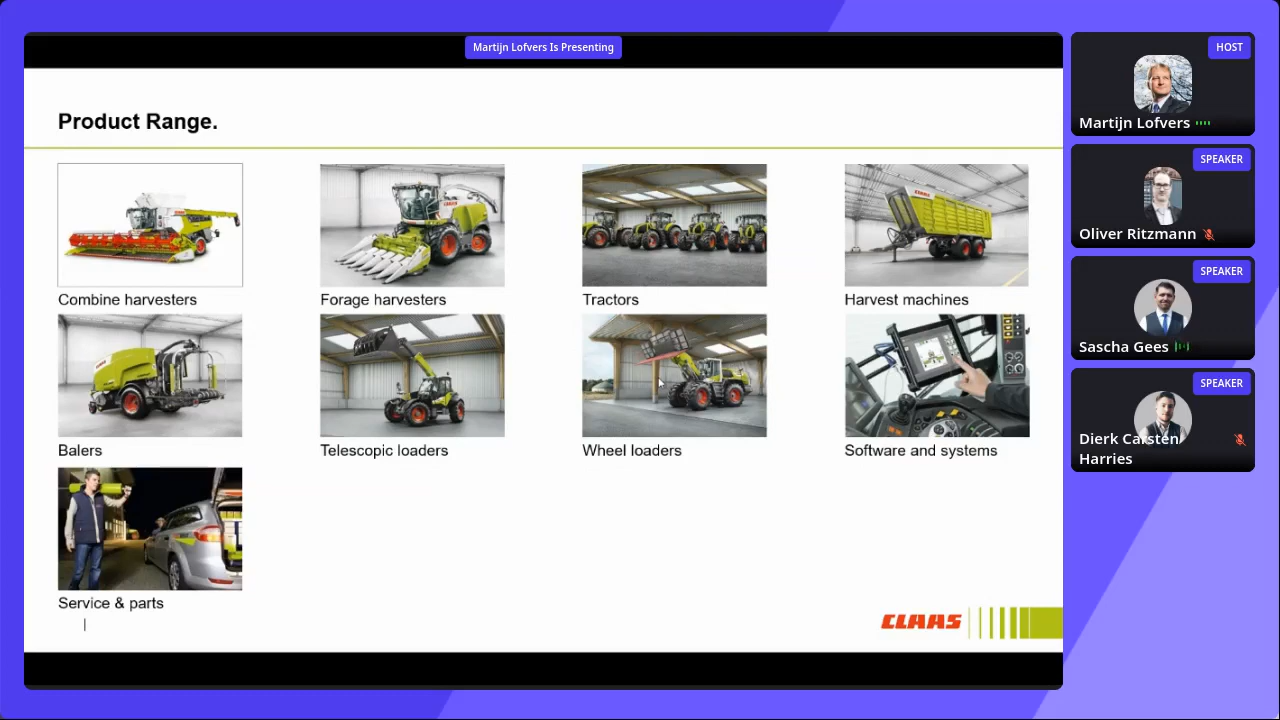 Martijn Lofvers Is Presenting
Product Range.
Combine harvesters
Forage harvesters
Tractors
Harvest machines
Balers
Telescopic loaders
Wheel loaders
Software and systems
Service & parts
|
CLAAS
HOST
Martijn Lofvers
SPEAKER
Oliver Ritzmann
SPEAKER
Sascha Gees
SPEAKER
Dierk Carsten
Harries